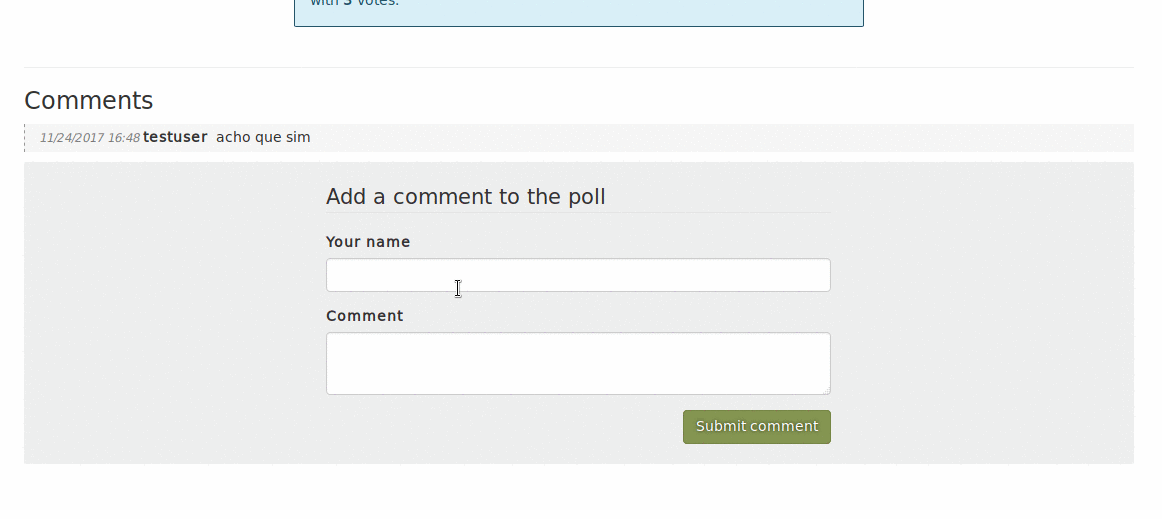 with 3 votes.
Comments
11/24/2017 16:48 testuser acho que sim
Add a comment to the poll
Your name
Comment
Submit comment